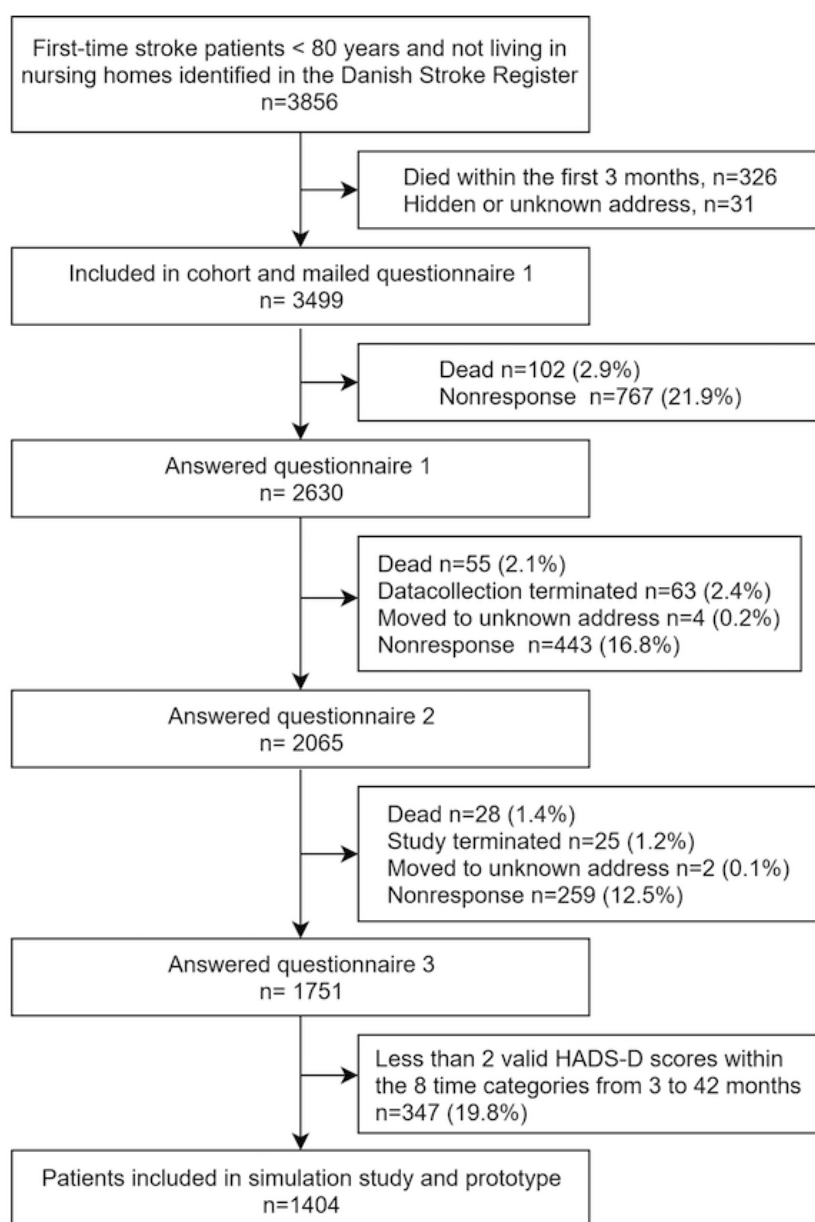 First-time stroke patients < 80 years and not living in
nursing homes identified in the Danish Stroke Register
n=3856
Died within the first 3 months, n=326
Hidden or unknown address, n=31
Included in cohort and mailed questionnaire 1
n= 3499
Dead n=102 (2.9%)
Nonresponse n=767 (21.9%)
Answered questionnaire 1
n= 2630
Dead n=55 (2.1%)
Datacollection terminated n=63 (2.4%)
Moved to unknown address n=4 (0.2%)
Nonresponse n=443 (16.8%)
Answered questionnaire 2
n= 2065
Dead n=28 (1.4%)
Study terminated n=25 (1.2%)
Moved to unknown address n=2 (0.1%)
Nonresponse n=259 (12.5%)
Answered questionnaire 3
n= 1751
Less than 2 valid HADS-D scores within
the 8 time categories from 3 to 42 months
n=347 (19.8%)
Patients included in simulation study and prototype
n=1404